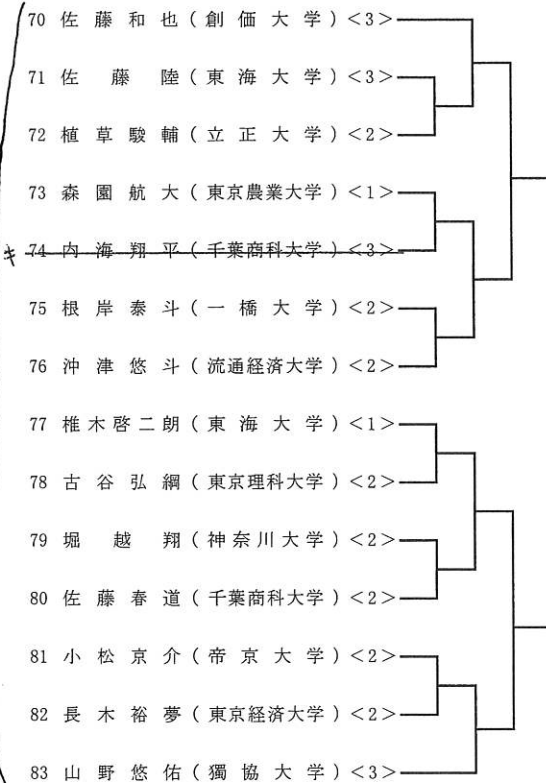 70 佐藤和也(創価大学)<3>
71 佐藤陸(東海大学)<3>
72 植草駿輔(立正大学)<2>
73 森園航大(東京農業大学)<1>
キ 74 内海翔平(千葉商科大学)<3>
75 根岸泰斗(一橋大学)<2>
76 沖津悠斗(流通経済大学)<2>
77 椎木啓二朗(東海大学)<1>
78 古谷弘綱(東京理科大学)<2>
79 堀越翔(神奈川大学)<2>
80 佐藤春道(千葉商科大学)<2>
81 小松京介(帝京大学)<2>
82 長木裕夢(東京経済大学)<2>
83 山野悠佑(獨協大学)<3>